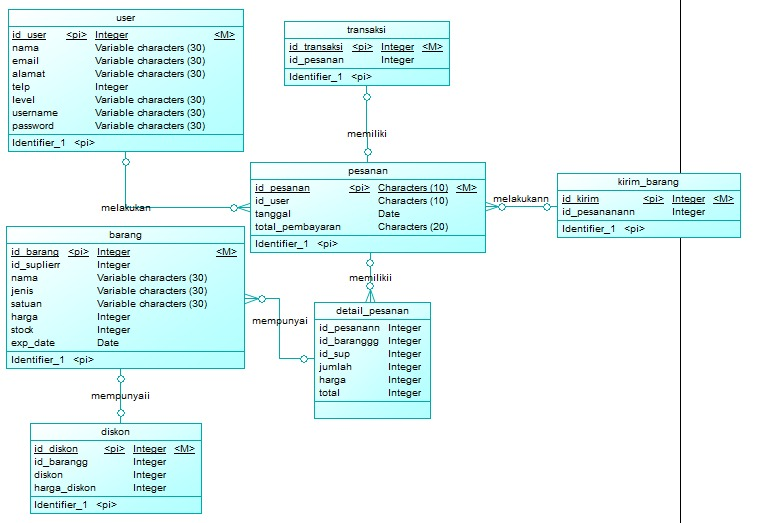 user
id_user <pi> Integer <M>
nama Variable characters (30)
email Variable characters (30)
alamat Variable characters (30)
telp Integer
level Variable characters (30)
username Variable characters (30)
password Variable characters (30)
Identifier_1 <pi>
transaksi
id_transaksi <pi> Integer <M>
id_pesanan Integer
Identifier_1 <pi>
memiliki
pesanan
id_pesanan <pi> Characters (10) <M>
id_user Characters (10)
tanggal Date
total_pembayaran Characters (20)
Identifier_1 <pi>
melakukann
kirim_barang
id_kirim <pi> Integer <M>
id_pesananann Integer
Identifier_1 <pi>
melakukan
barang
id_barang <pi> Integer <M>
id_suplierr Integer
nama Variable characters (30)
jenis Variable characters (30)
satuan Variable characters (30)
harga Integer
stock Integer
exp_date Date
Identifier_1 <pi>
memilikii
mempunyai
detail_pesanan
id_pesanann Integer
id_baranggg Integer
id_sup Integer
jumlah Integer
harga Integer
total Integer
mempunyaii
diskon
id_diskon <pi> Integer <M>
id_barangg Integer
diskon Integer
harga_diskon Integer
Identifier_1 <pi>